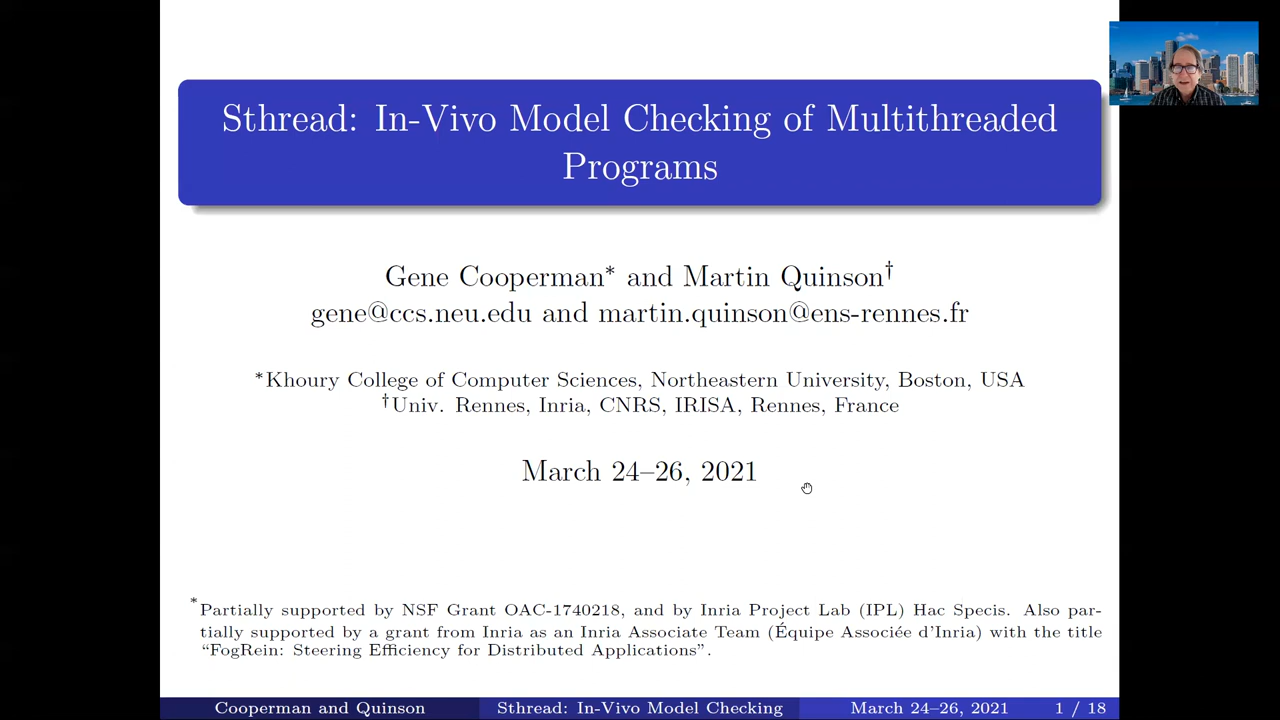 Sthread: In-Vivo Model Checking of Multithreaded
Programs
Gene Cooperman* and Martin Quinson†
gene@ccs.neu.edu and martin.quinson@ens-rennes.fr
*Khoury College of Computer Sciences, Northeastern University, Boston, USA
†Univ. Rennes, Inria, CNRS, IRISA, Rennes, France
March 24–26, 2021
*Partially supported by NSF Grant OAC-1740218, and by Inria Project Lab (IPL) Hac Specis. Also par-
tially supported by a grant from Inria as an Inria Associate Team (Équipe Associée d'Inria) with the title
“FogRein: Steering Efficiency for Distributed Applications”.
Cooperman and Quinson Sthread: In-Vivo Model Checking March 24–26, 2021 1 / 18